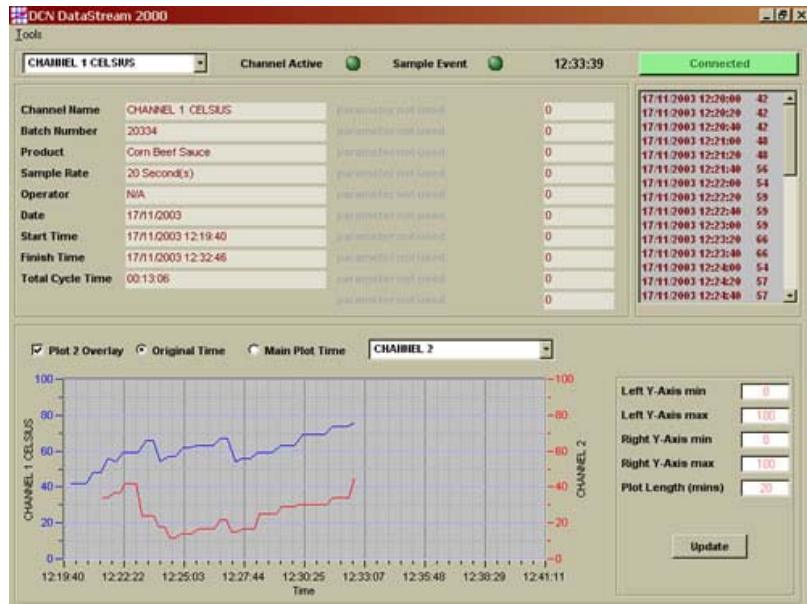 DCN DataStream 2000
Tools
CHANNEL 1 CELSIUS
Channel Active
Sample Event
12:33:39
Connected
Channel Name CHANNEL 1 CELSIUS parameter not used 0
Batch Number 20334 parameter not used 0
Product Corn Beef Sauce parameter not used 0
Sample Rate 20 Second(s) parameter not used 0
Operator N/A parameter not used 0
Date 17/11/2003 parameter not used 0
Start Time 17/11/2003 12:19:40 parameter not used 0
Finish Time 17/11/2003 12:32:46 parameter not used 0
Total Cycle Time 00:13:06 parameter not used 0
parameter not used 0
17/11/2003 12:20:00 42
17/11/2003 12:20:20 42
17/11/2003 12:20:40 42
17/11/2003 12:21:00 48
17/11/2003 12:21:20 48
17/11/2003 12:21:40 56
17/11/2003 12:22:00 54
17/11/2003 12:22:20 59
17/11/2003 12:22:40 59
17/11/2003 12:23:00 59
17/11/2003 12:23:20 66
17/11/2003 12:23:40 66
17/11/2003 12:24:00 54
17/11/2003 12:24:20 57
17/11/2003 12:24:40 57
Plot 2 Overlay
Original Time
Main Plot Time
CHANNEL 2
100
80
60
40
20
0
CHANNEL 1 CELSIUS
100
80
60
40
20
0
CHANNEL 2
12:19:40 12:22:22 12:25:03 12:27:44 12:30:25 12:33:07 12:35:48 12:38:29 12:41:11
Time
Left Y-Axis min 0
Left Y-Axis max 100
Right Y-Axis min 0
Right Y-Axis max 100
Plot Length (mins) 20
Update